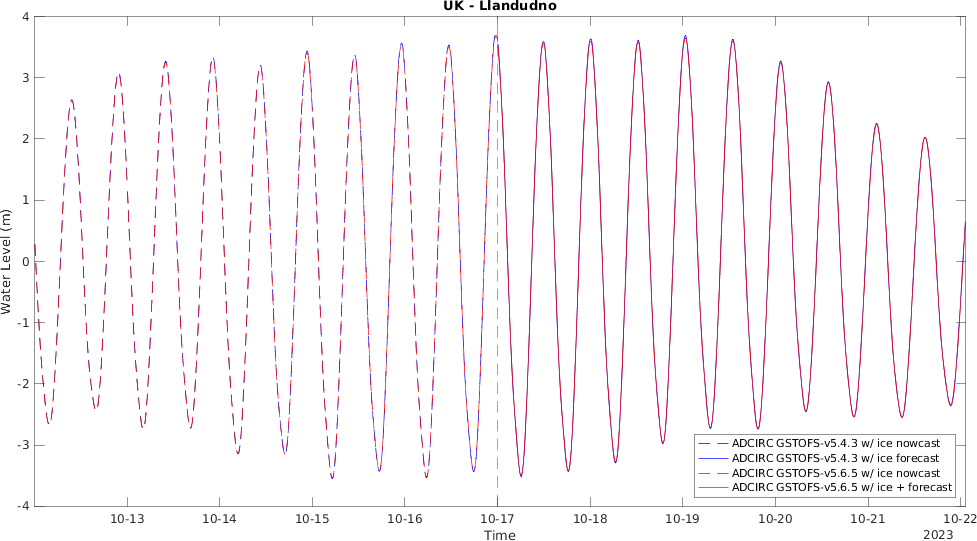 UK - Llandudno
4
3
2
1
0
-1
-2
-3
-4
Water Level (m)
ADCIRC GSTOFS-v5.4.3 w/ ice nowcast
ADCIRC GSTOFS-v5.4.3 w/ ice forecast
ADCIRC GSTOFS-v5.6.5 w/ ice nowcast
ADCIRC GSTOFS-v5.6.5 w/ ice + forecast
10-13 10-14 10-15 10-16 10-17 10-18 10-19 10-20 10-21 10-22
Time
2023